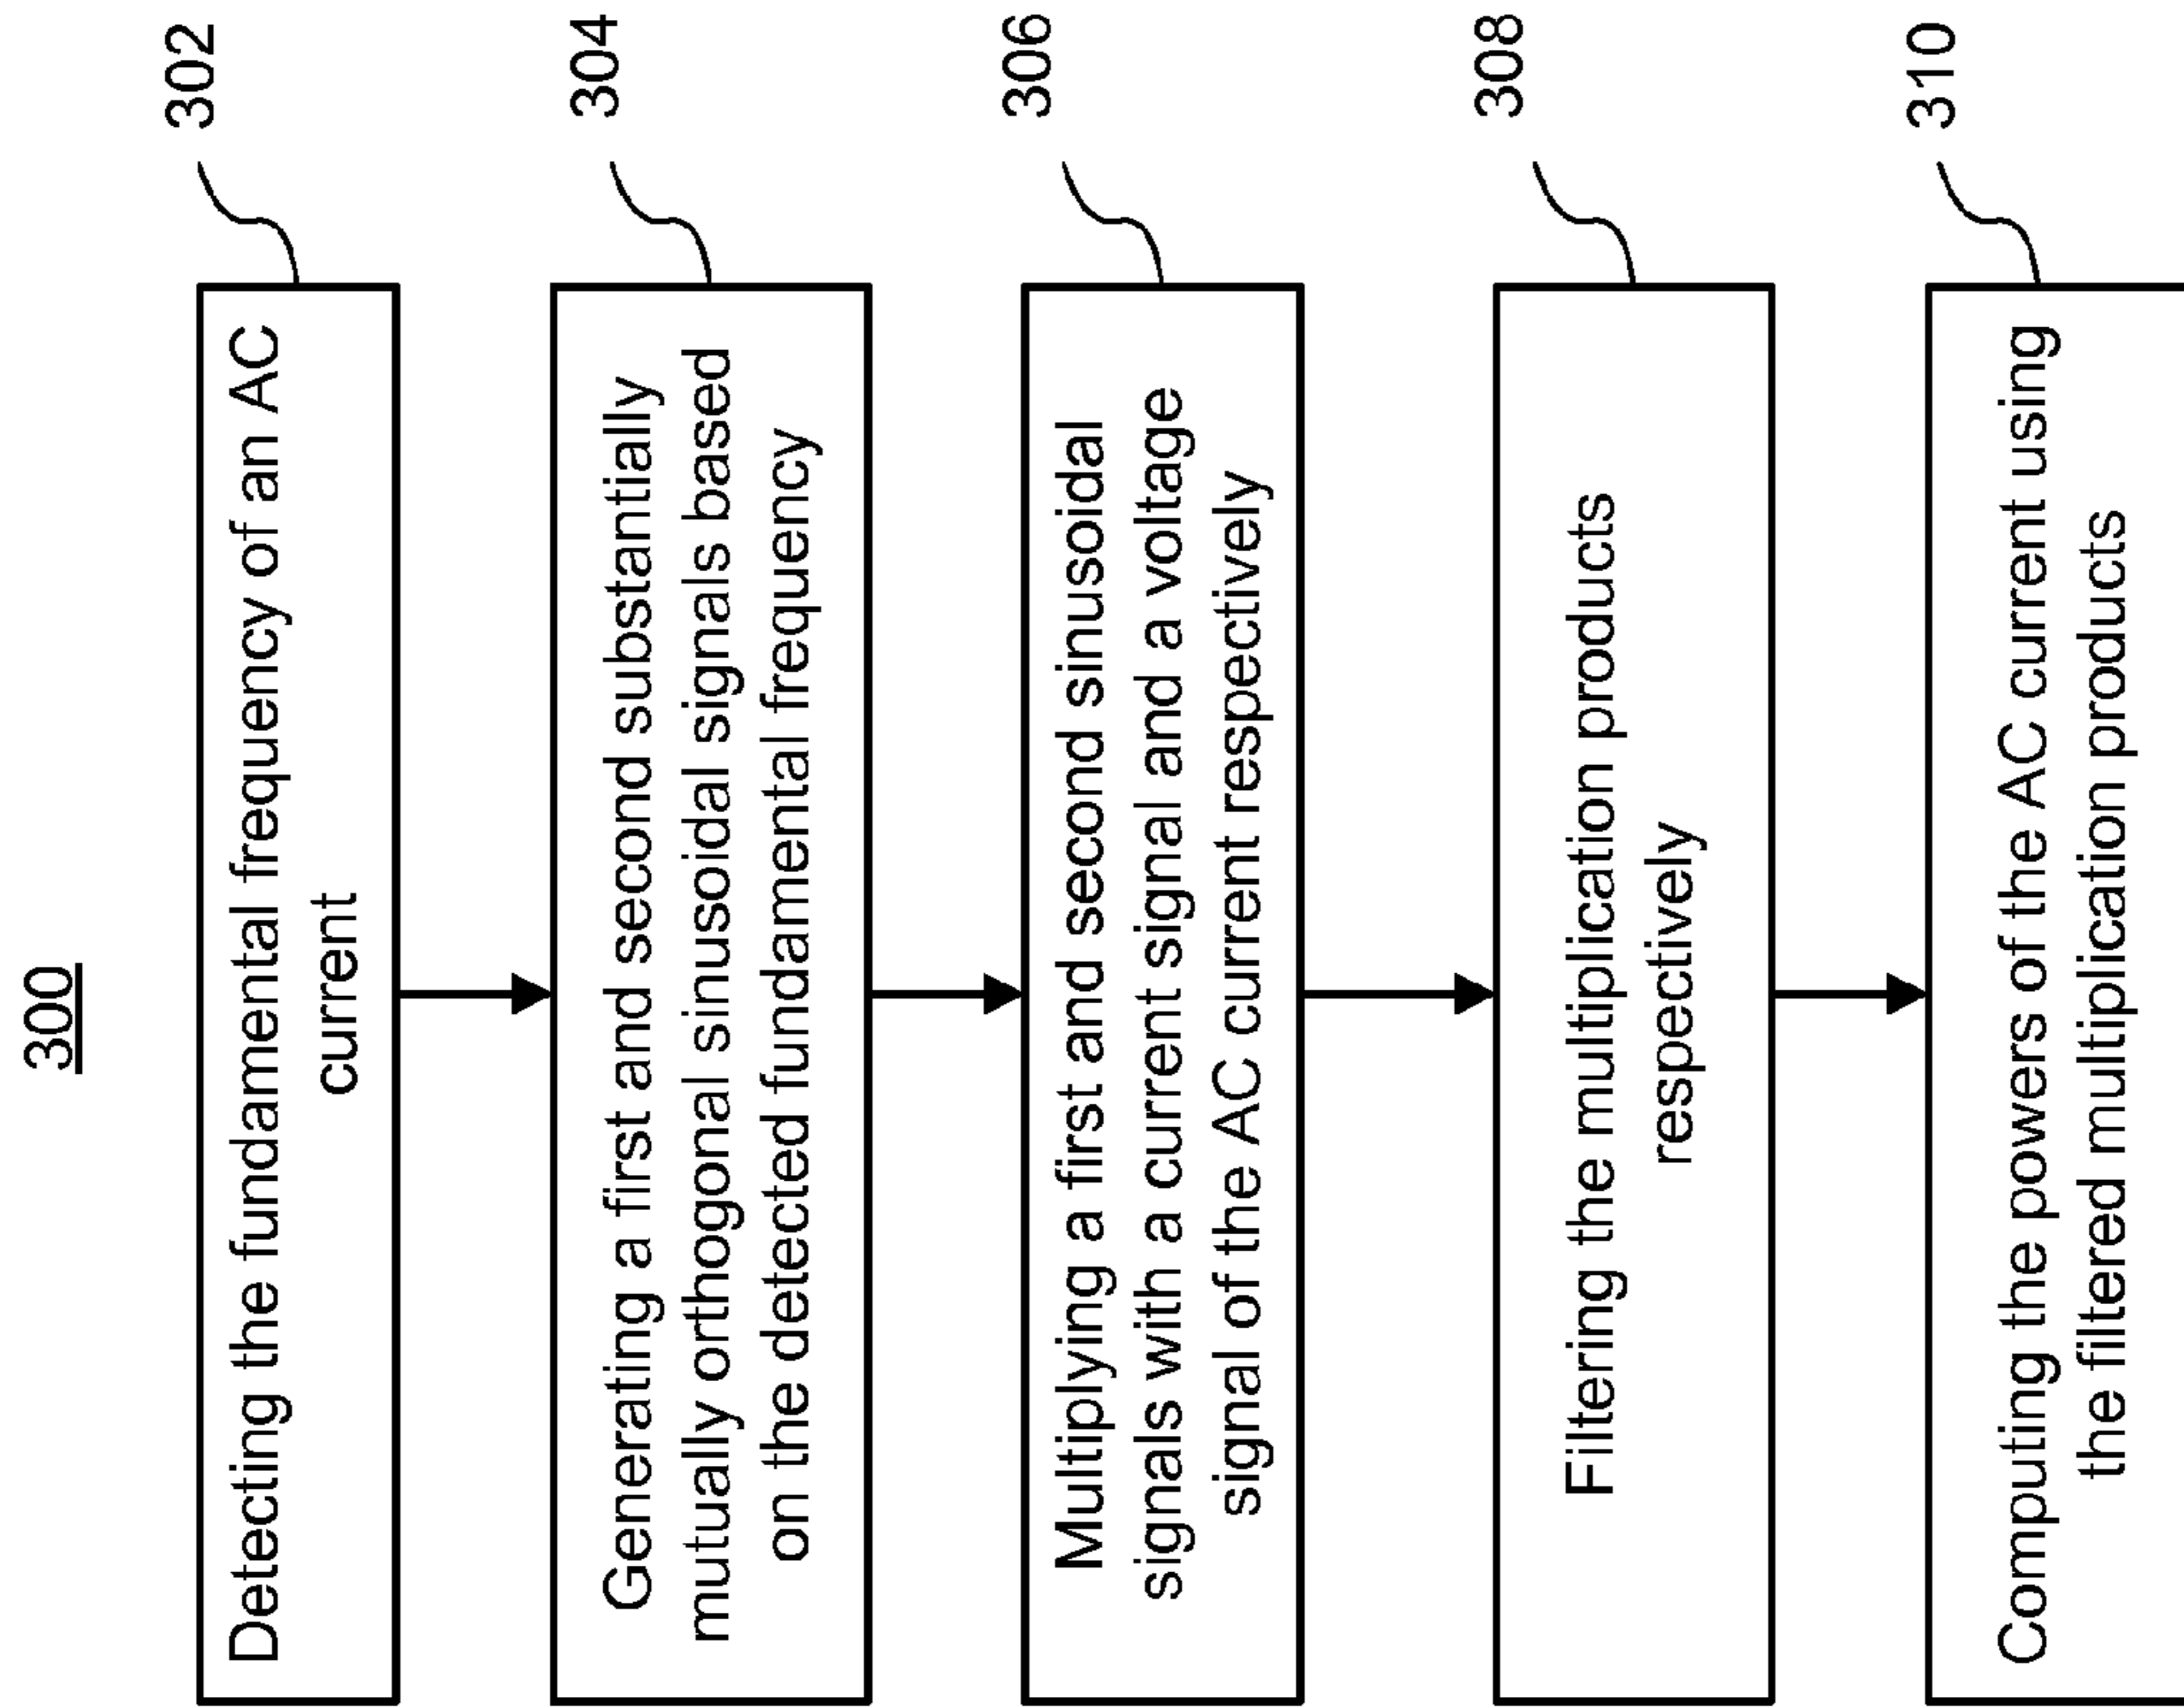 300
Detecting the fundamental frequency of an AC
current
302
Generating a first and second substantially
mutually orthogonal sinusoidal signals based
on the detected fundamental frequency
304
Multiplying a first and second sinusoidal
signals with a current signal and a voltage
signal of the AC current respectively
306
Filtering the multiplication products
respectively
308
Computing the powers of the AC current using
the filtered multiplication products
310